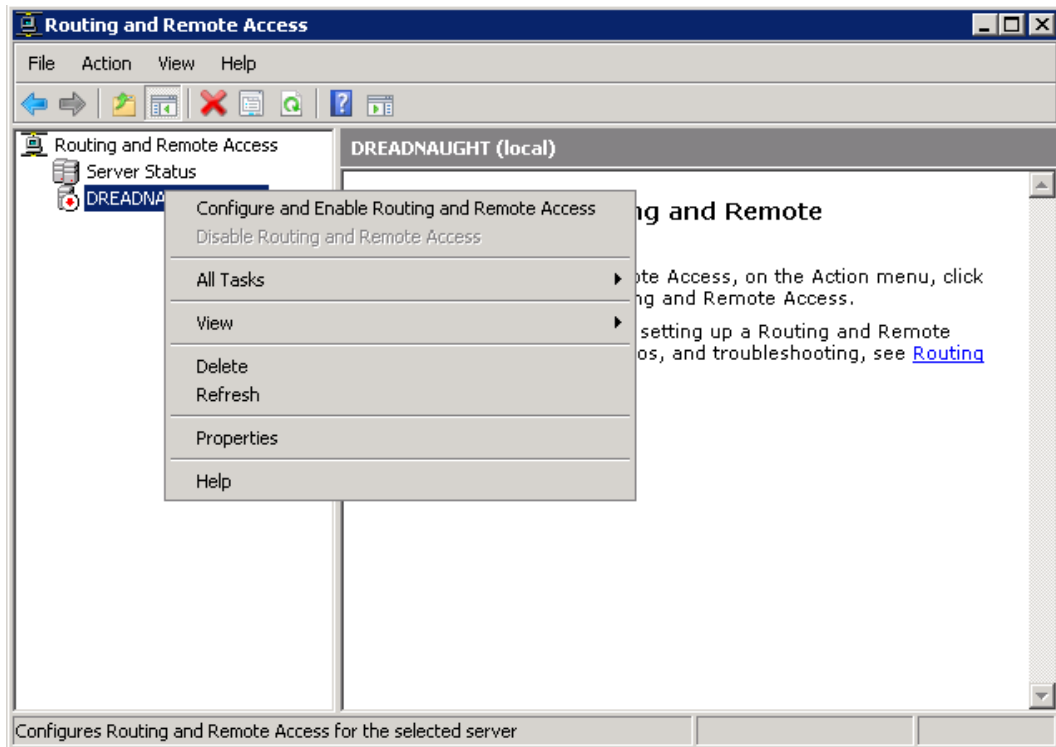 Routing and Remote Access
File Action View Help
Routing and Remote Access
Server Status
DREADNA
DREADNAUGHT (local)
Configure and Enable Routing and Remote Access
Disable Routing and Remote Access
All Tasks
View
Delete
Refresh
Properties
Help
ng and Remote
ote Access, on the Action menu, click
ng and Remote Access.
setting up a Routing and Remote
os, and troubleshooting, see Routing
Configures Routing and Remote Access for the selected server